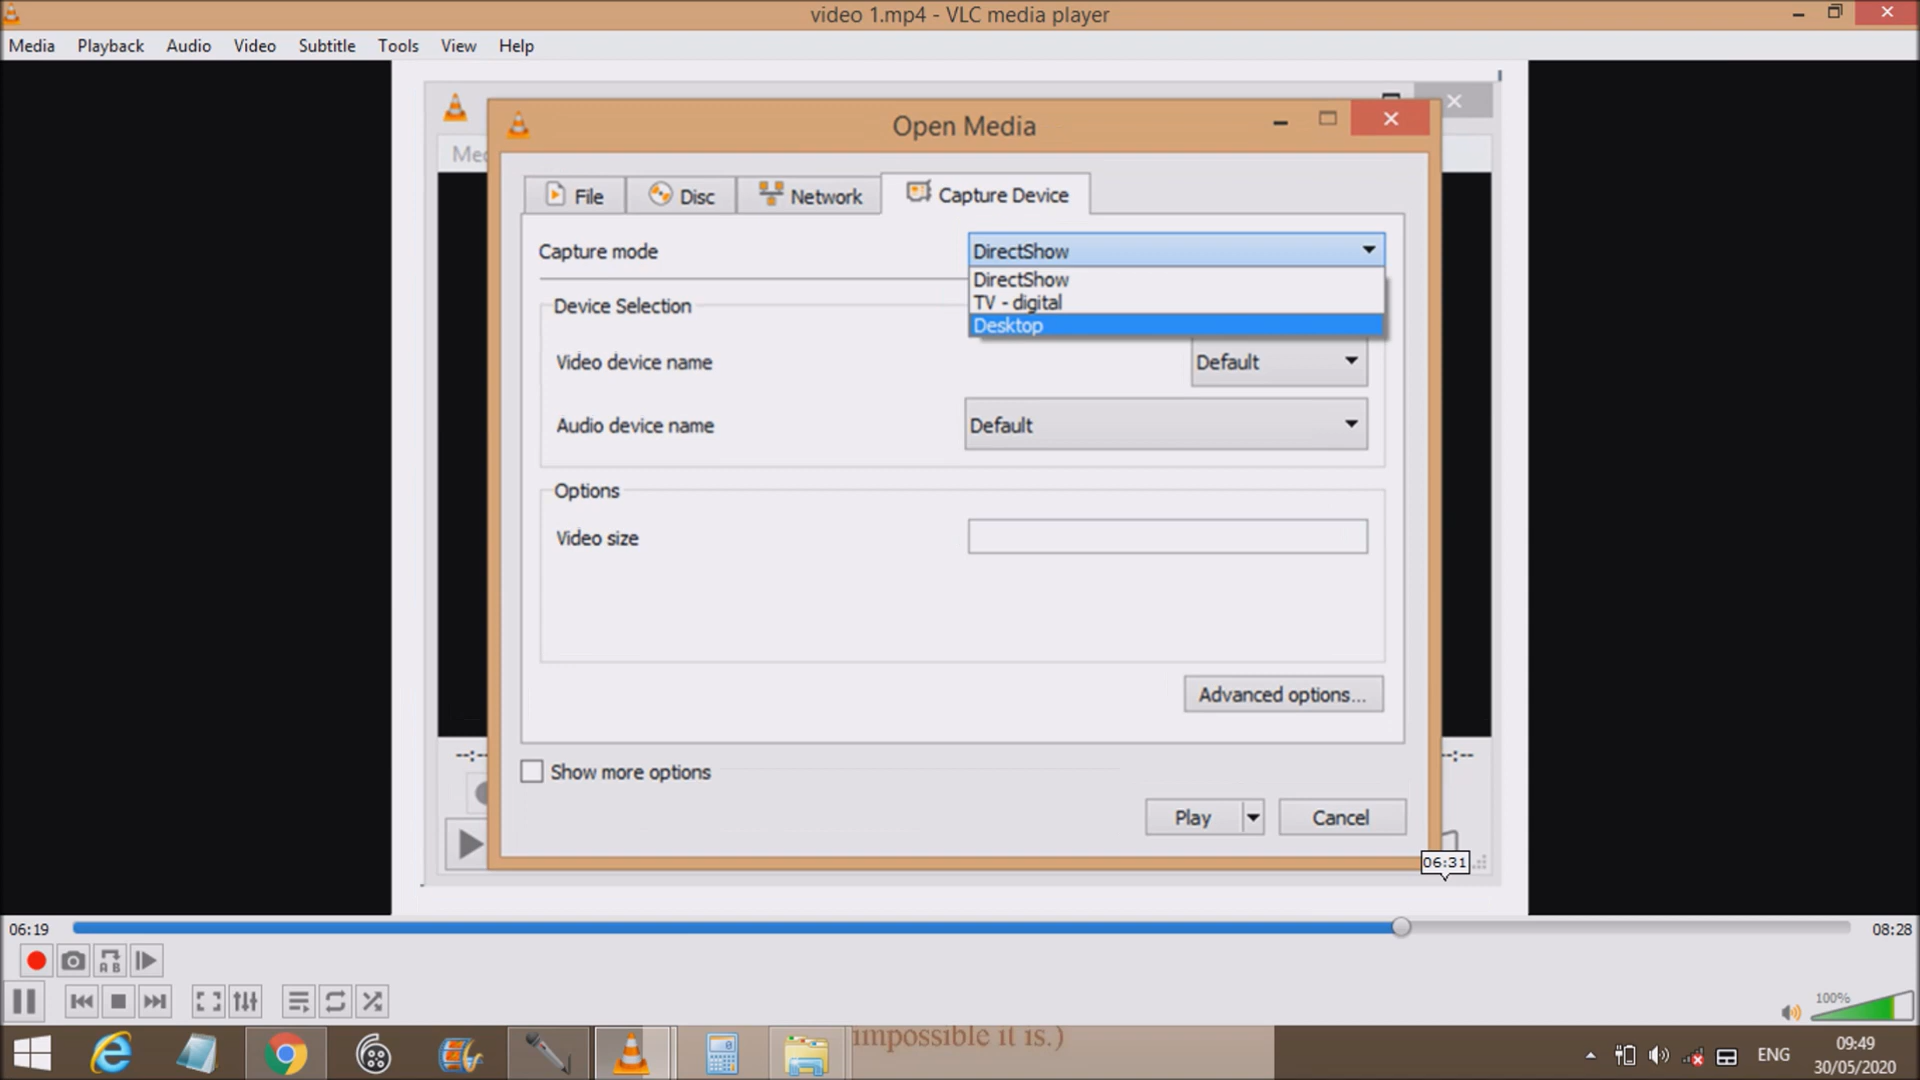 video 1.mp4 - VLC media player
Media Playback Audio Video Subtitle Tools View Help
Open Media
File Disc Network Capture Device
Capture mode
DirectShow
DirectShow
TV - digital
Desktop
Device Selection
Video device name
Default
Audio device name
Default
Options
Video size
Advanced options...
--:--
--:--
Show more options
Play Cancel
06:31
06:19
08:28
A B
100%
impossible it is.)
ENG
09:49
30/05/2020